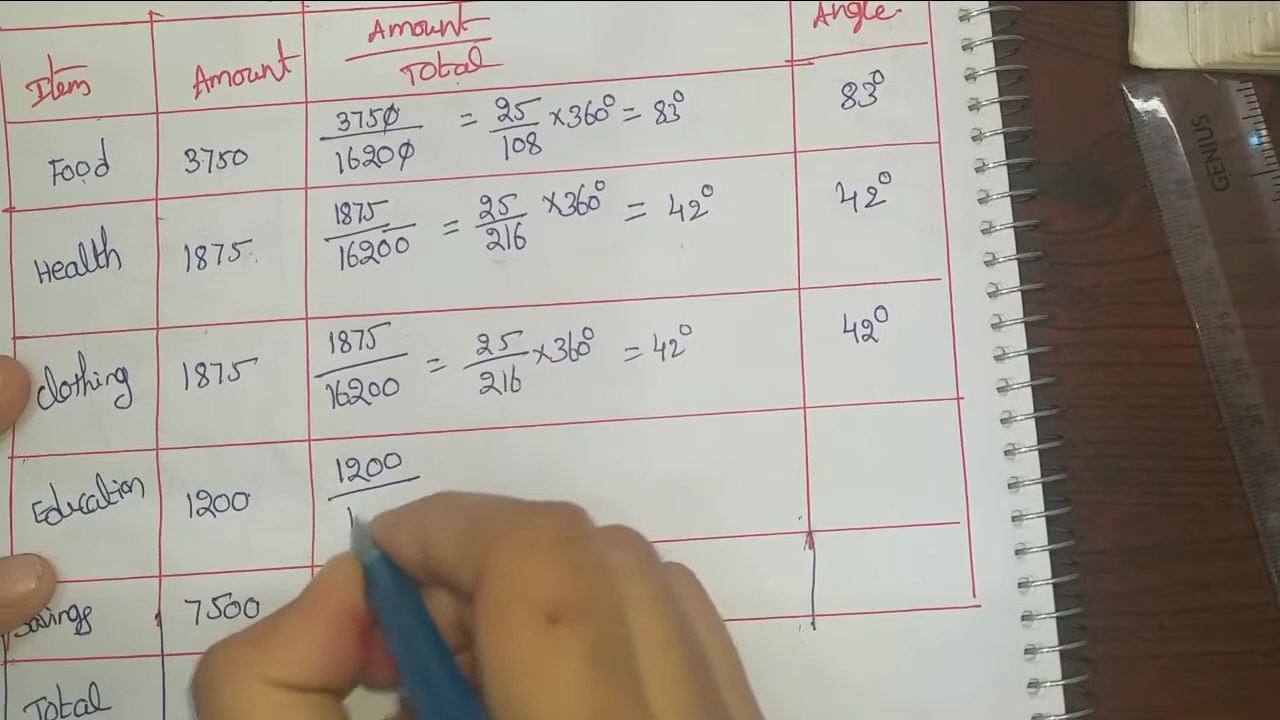 Item
Amount
Amount
Total
Angle
Food
3750
3750
16200
= 25
108
×360° = 83°
83°
Health
1875
1875
16200
= 25
216
×360° = 42°
42°
Clothing
1875
1875
16200
= 25
216
×360° = 42°
42°
Education
1200
1200
1
Savings
7500
Total
GENIUS